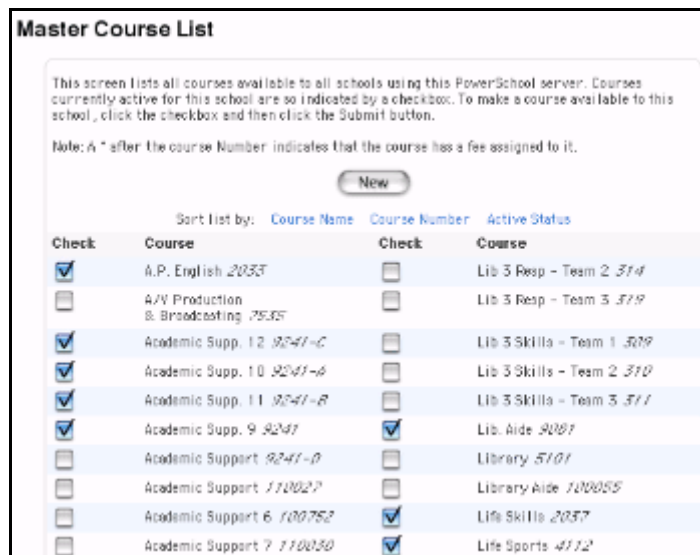 Master Course List
This screen lists all courses available to all schools using this PowerSchool server. Courses
currently active for this school are so indicated by a checkbox. To make a course available to this
school, click the checkbox and then click the Submit button.
Note: A * after the course Number indicates that the course has a fee assigned to it.
New
Sort list by: Course Name Course Number Active Status
Check Course Check Course
A.P. English 2033 Lib 3 Resp - Team 2 314
A/V Production Lib 3 Resp - Team 3 319
& Broadcasting 7535
Academic Supp. 12 9241-C Lib 3 Skills - Team 1 309
Academic Supp. 10 9241-A Lib 3 Skills - Team 2 310
Academic Supp. 11 9241-B Lib 3 Skills - Team 3 311
Academic Supp. 9 9241 Lib. Aide 9081
Academic Support 9241-D Library 5101
Academic Support 110027 Library Aide 100055
Academic Support 6 100752 Life Skills 2037
Academic Support 7 110030 Life Sports 4112